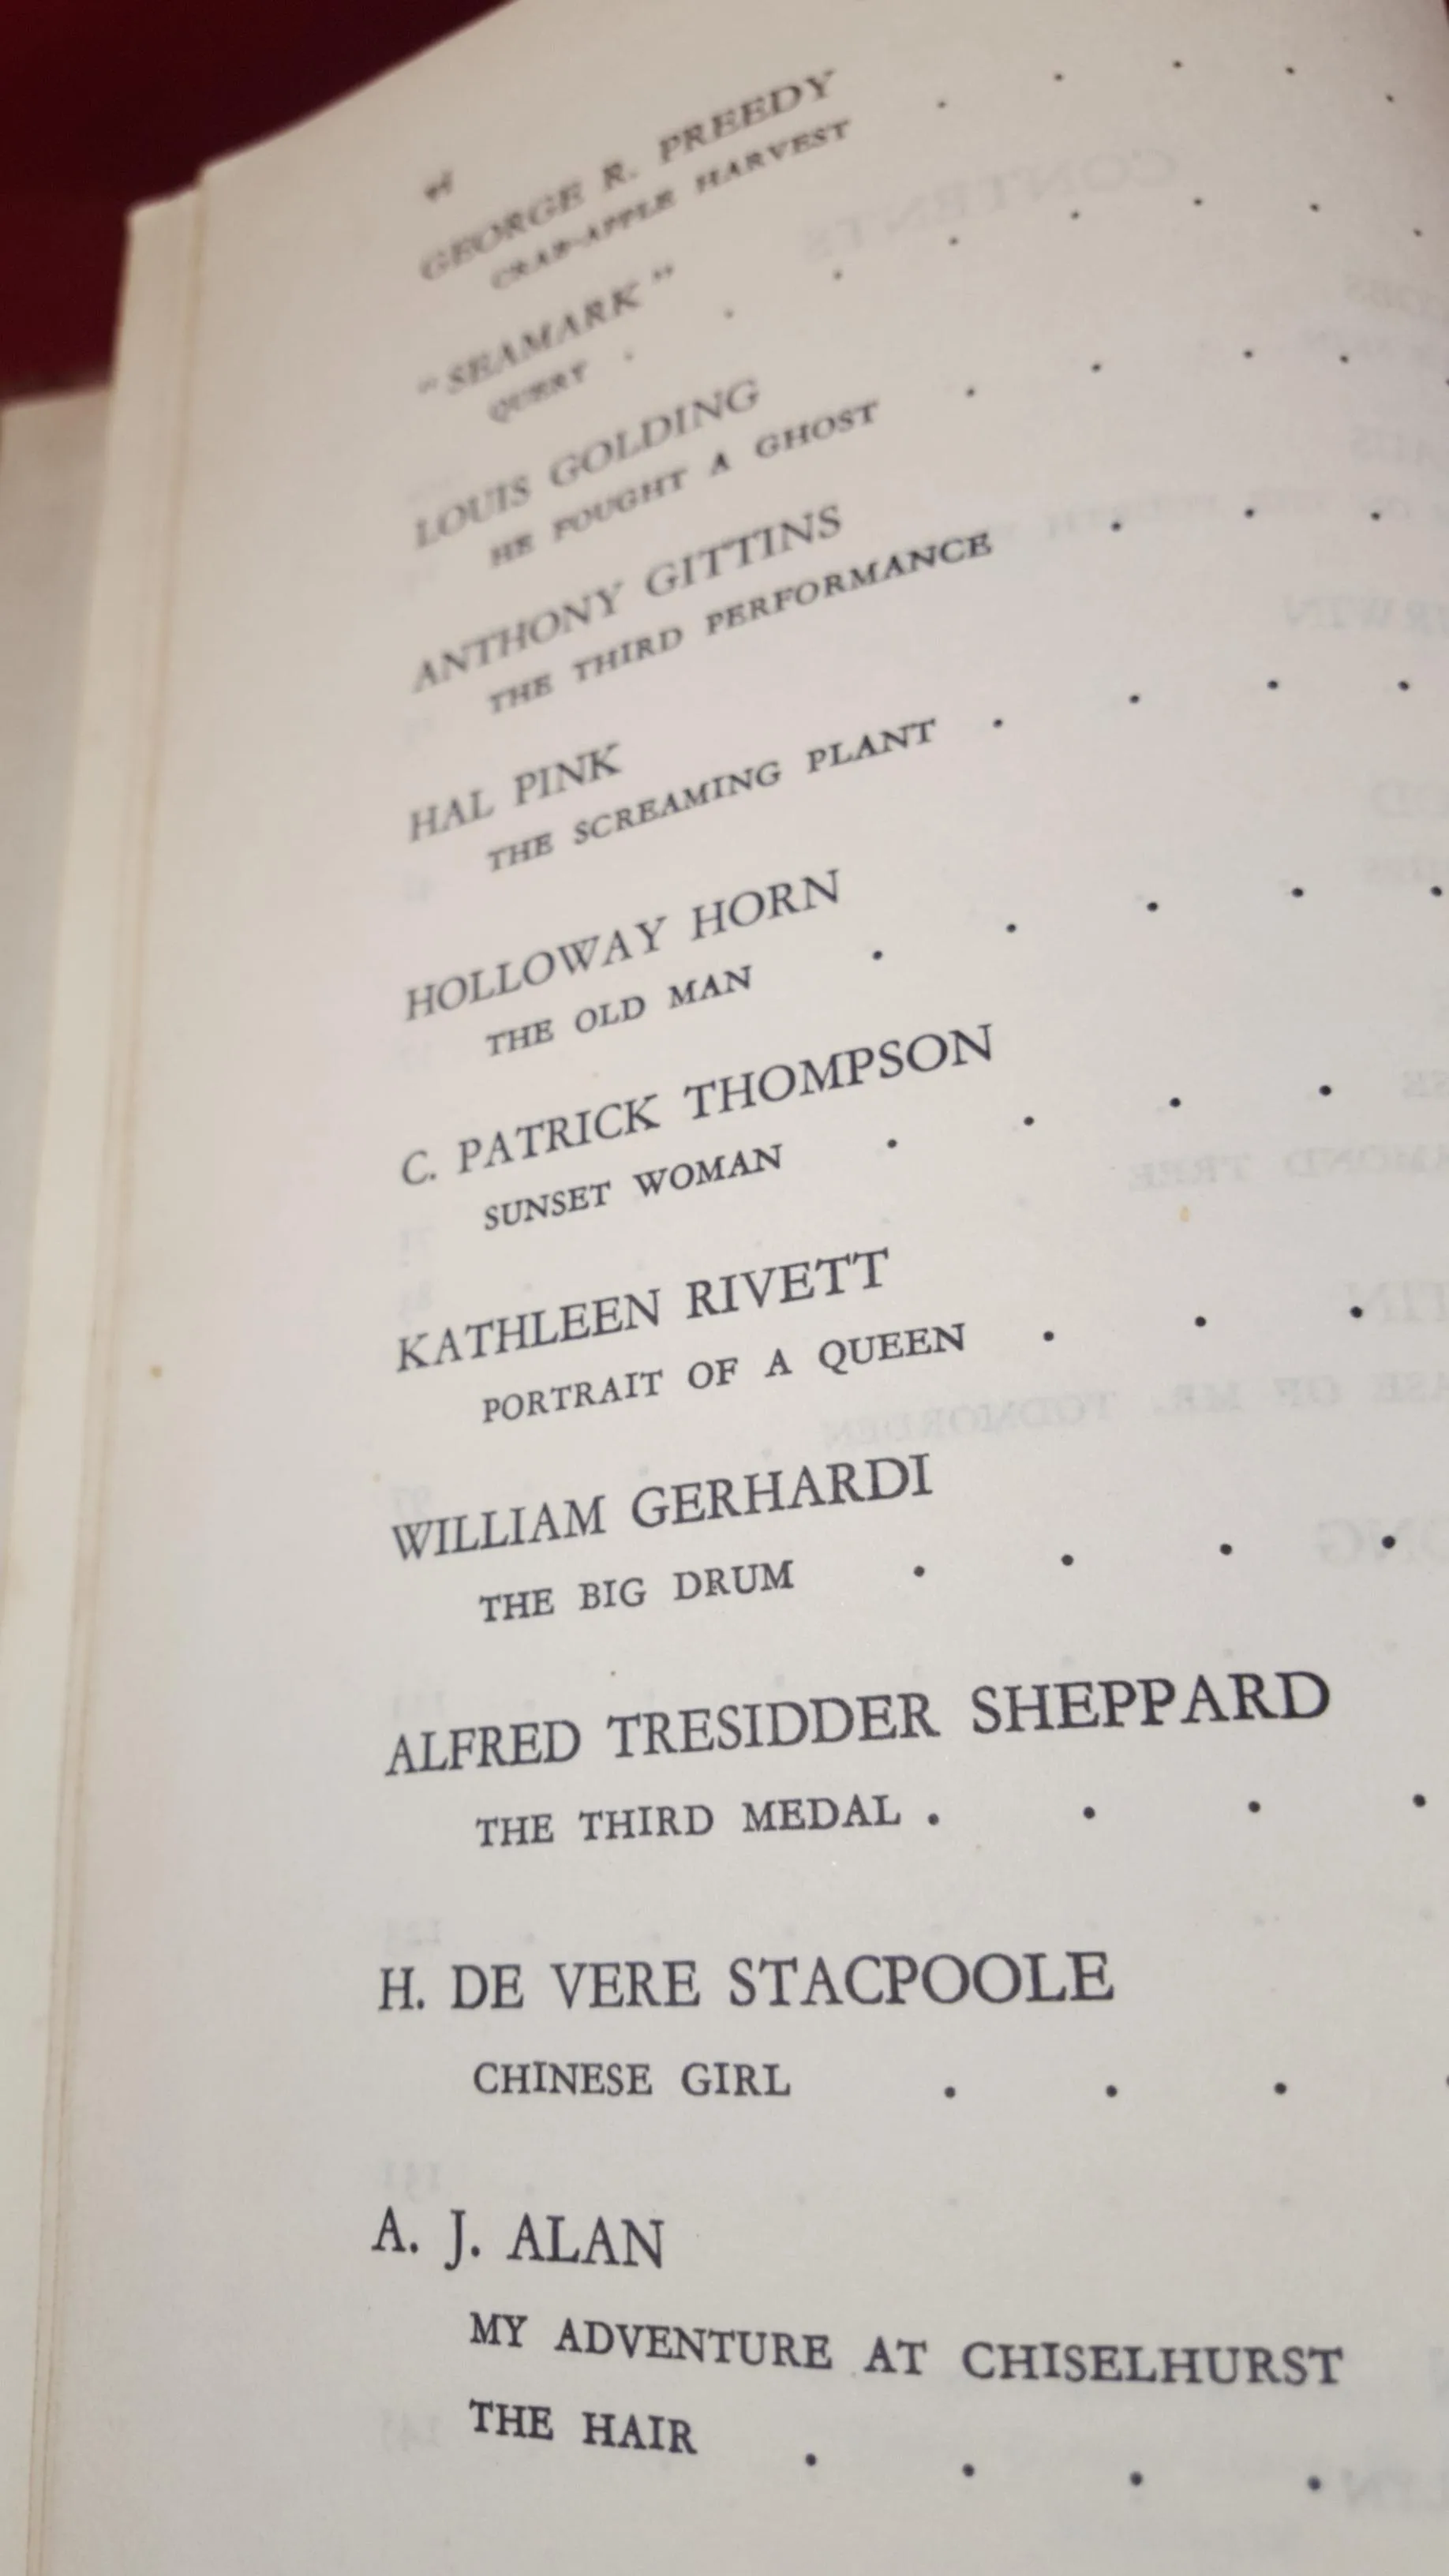 GEORGE R. PREEDY
CRAB-APPLE HARVEST
"SEAMARK"
QUERY
LOUIS GOLDING
HE FOUGHT A GHOST
ANTHONY GITTINS
THE THIRD PERFORMANCE
HAL PINK
THE SCREAMING PLANT
HOLLOWAY HORN
THE OLD MAN
C. PATRICK THOMPSON
SUNSET WOMAN
KATHLEEN RIVETT
PORTRAIT OF A QUEEN
WILLIAM GERHARDI
THE BIG DRUM
ALFRED TRESIDDER SHEPPARD
THE THIRD MEDAL
H. DE VERE STACPOOLE
CHINESE GIRL
A. J. ALAN
MY ADVENTURE AT CHISELHURST
THE HAIR